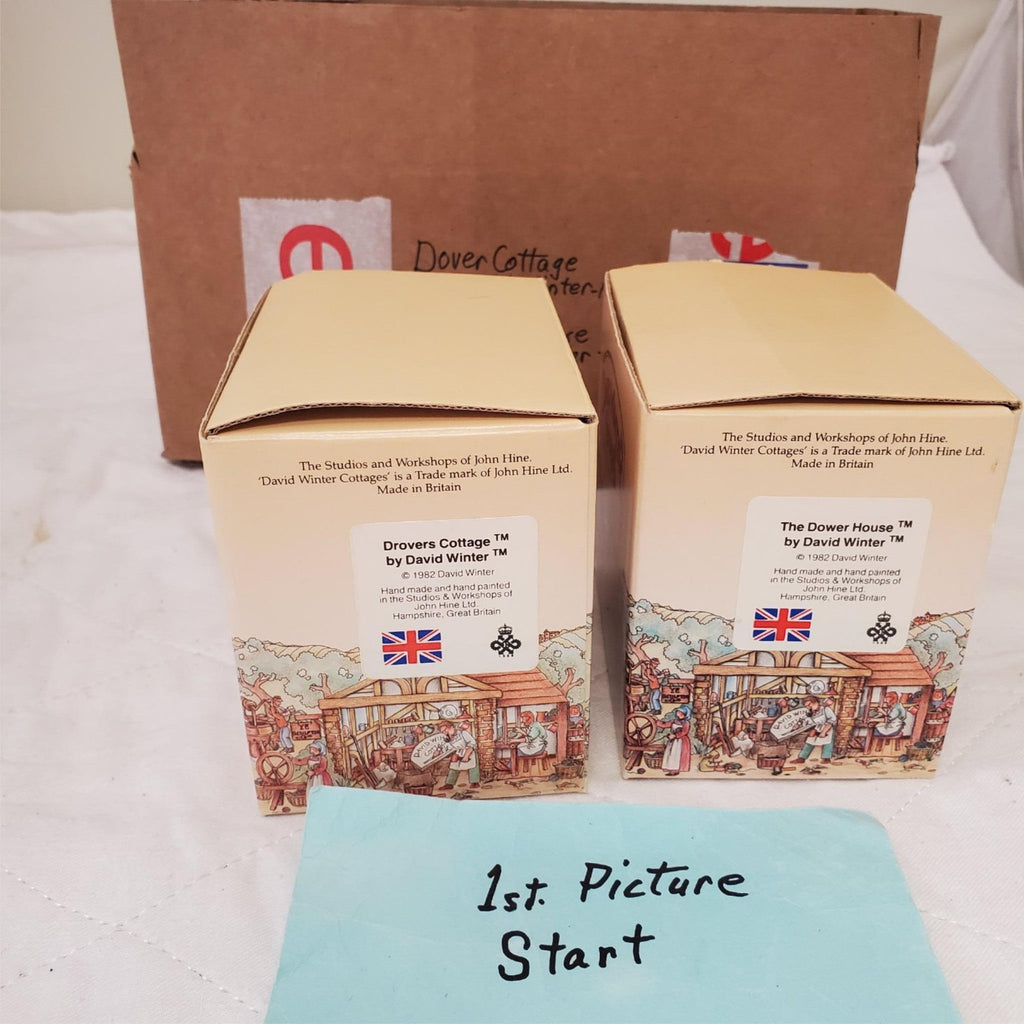 Dover Cottage
The Studios and Workshops of John Hine.
'David Winter Cottages' is a Trade mark of John Hine Ltd.
Made in Britain
Drovers Cottage ™
by David Winter ™
© 1982 David Winter
Hand made and hand painted
in the Studios & Workshops of
John Hine Ltd.
Hampshire, Great Britain
The Studios and Workshops of John Hine.
'David Winter Cottages' is a Trade mark of John Hine Ltd.
Made in Britain
The Dower House ™
by David Winter ™
© 1982 David Winter
Hand made and hand painted
in the Studios & Workshops of
John Hine Ltd.
Hampshire, Great Britain
1st. Picture
Start